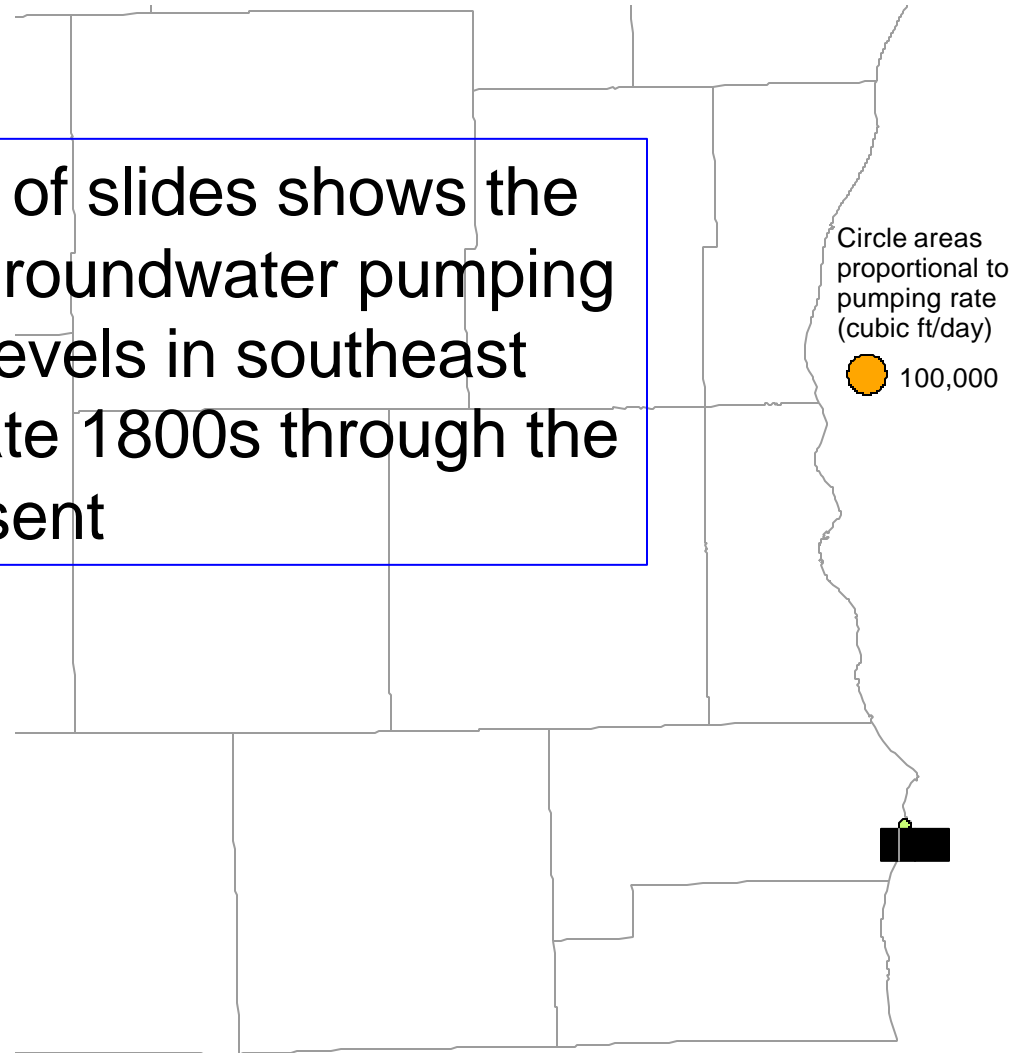 of slides shows the
roundwater pumping
evels in southeast
te 1800s through the
sent
Circle areas
proportional to
pumping rate
(cubic ft/day)
100,000